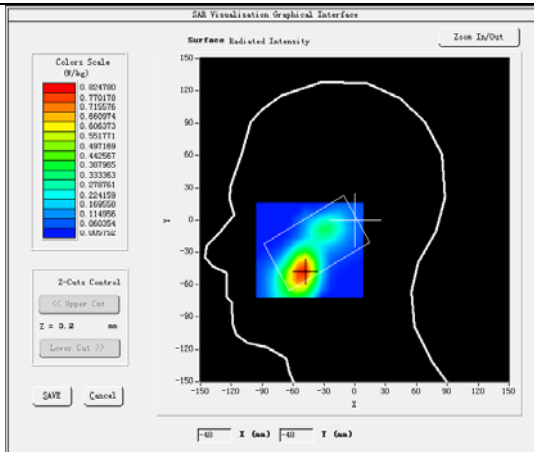 SAR Visualisation Graphical Interface
Surface Radiated Intensity
Zoom In/Out
Colors Scale
(W/kg)
0.824780
0.770178
0.715576
0.660974
0.606373
0.551771
0.497169
0.442567
0.387965
0.333363
0.278761
0.224159
0.169558
0.114956
0.060354
0.005752
Z-Cuts Control
<< Upper Cut
Z = 0.2 mm
Lower Cut >>
SAVE Cancel
150
120
90
60
30
0
-30
-60
-90
-120
-150
Y
-150 -120 -90 -60 -30 0 30 60 90 120 150
X
-48 X (mm) -48 Y (mm)